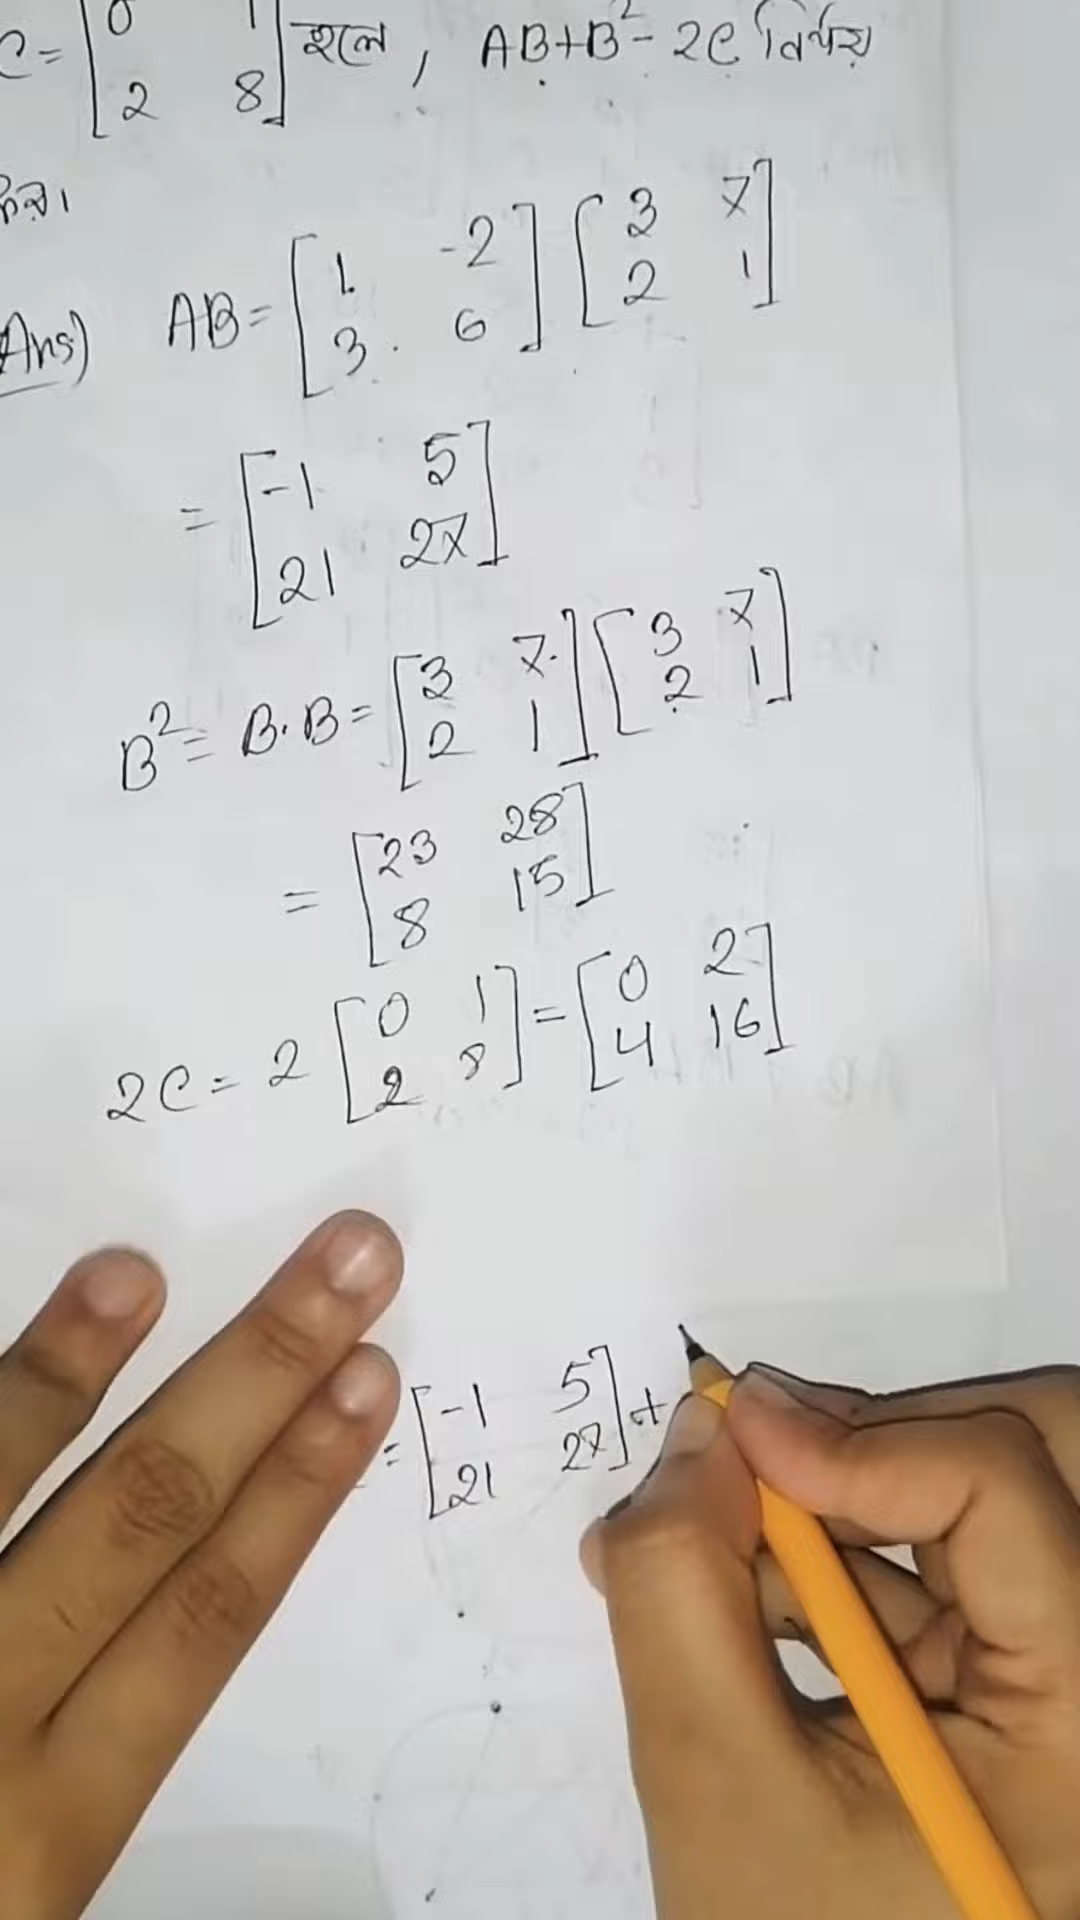 C = [0 1
2 8] হলে, AB+B²-2C নির্ণয়
কর।
Ans) AB = [1 -2
3 6] [3 7
2 1]
= [-1 5
21 27]
B² = B.B = [3 7
2 1] [3 7
2 1]
= [23 28
8 15]
2C = 2 [0 1
2 8] = [0 2
4 16]
= [-1 5
21 27] +